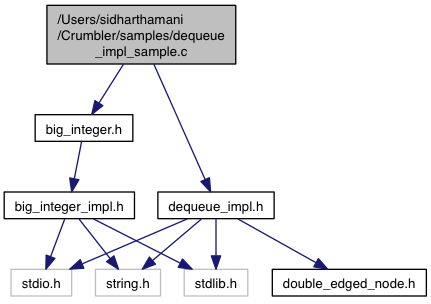 /Users/sidharthamani
/Crumbler/samples/dequeue
_impl_sample.c
big_integer.h
big_integer_impl.h
dequeue_impl.h
stdio.h
string.h
stdlib.h
double_edged_node.h